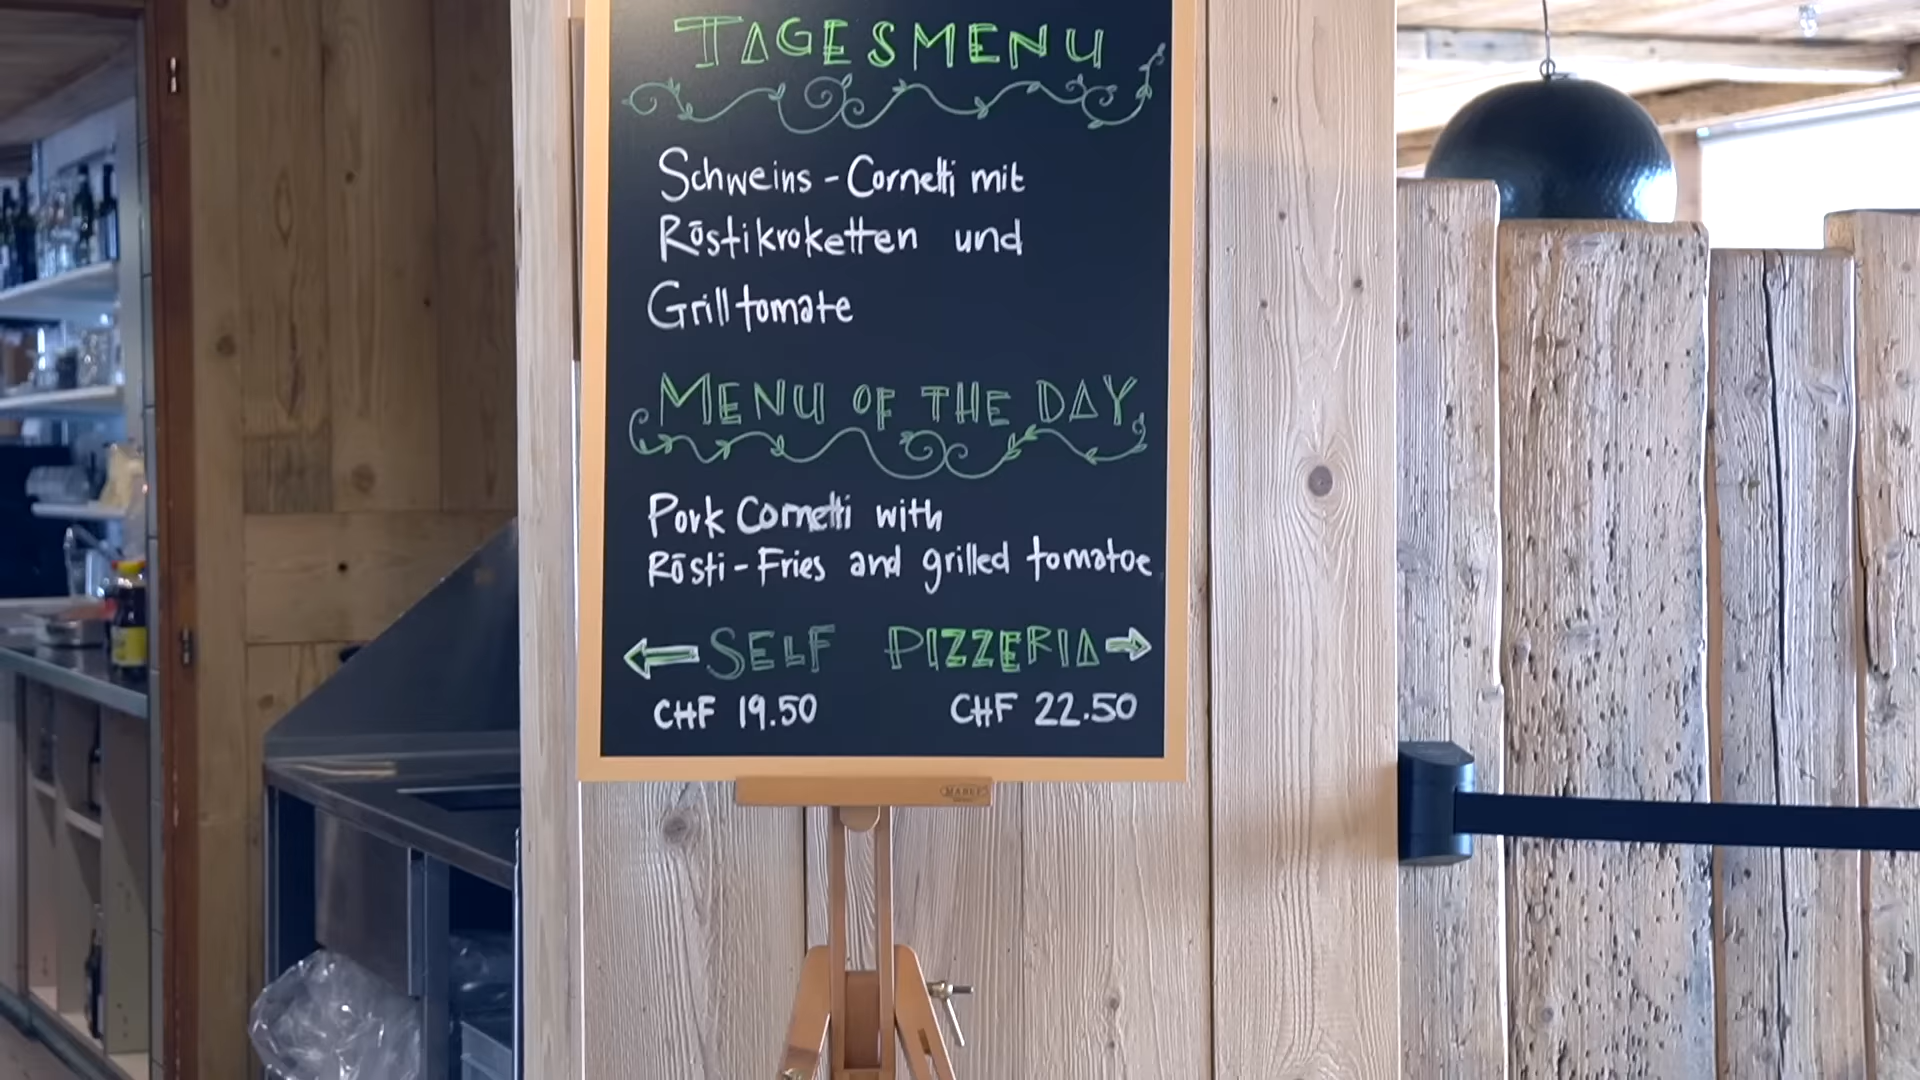 TAGESMENU
Schweins-Cornetti mit
Röstikroketten und
Grilltomate
MENU OF THE DAY
Pork Cornetti with
Rösti-Fries and grilled tomatoe
← SELF PIZZERIA →
CHF 19.50 CHF 22.50